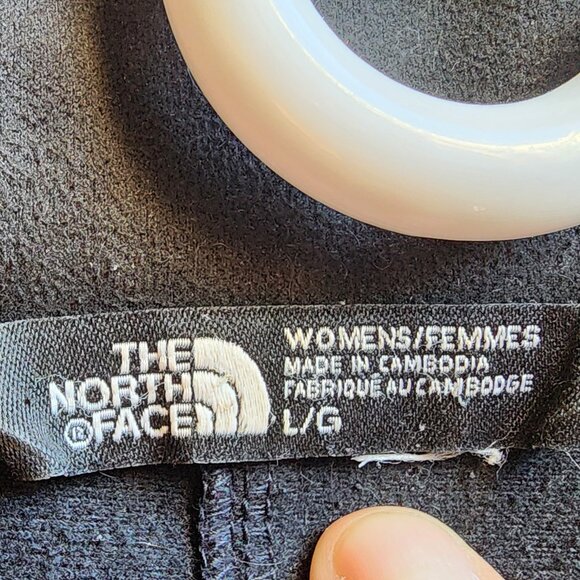 THE
NORTH
®FACE
WOMENS/FEMMES
MADE IN CAMBODIA
FABRIQUE AU CAMBODGE
L/G